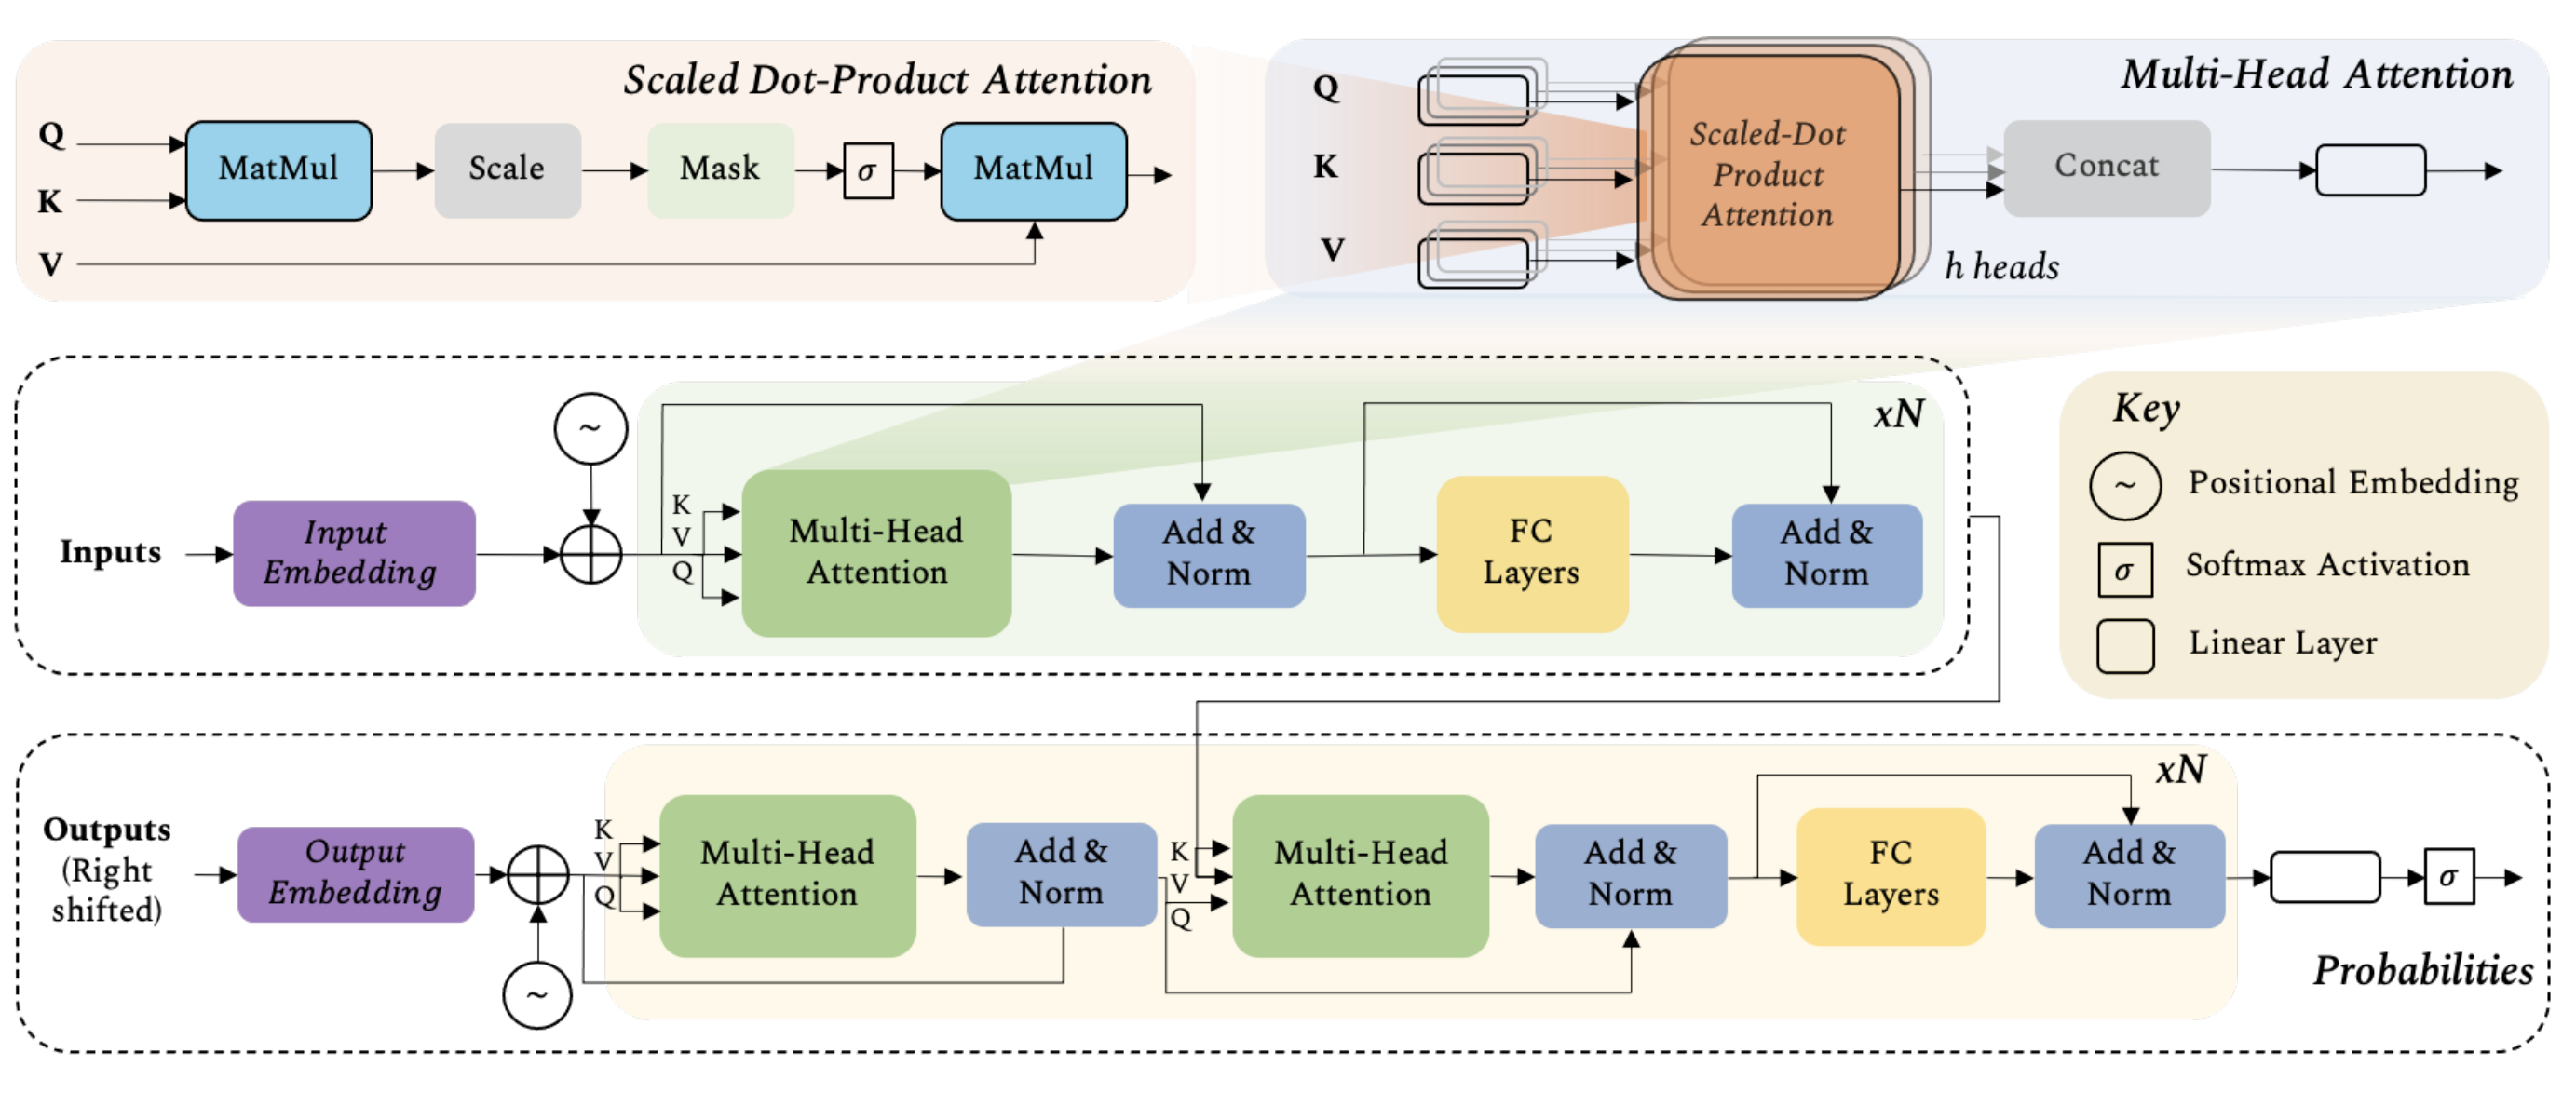 Scaled Dot-Product Attention
Q
K
V
MatMul
Scale
Mask
σ
MatMul
Multi-Head Attention
Q
K
V
Scaled-Dot
Product
Attention
h heads
Concat
xN
~
Inputs
Input
Embedding
K
V
Q
Multi-Head
Attention
Add &
Norm
FC
Layers
Add &
Norm
Key
~ Positional Embedding
σ Softmax Activation
Linear Layer
xN
Outputs
(Right
shifted)
Output
Embedding
~
K
V
Q
Multi-Head
Attention
Add &
Norm
K
V
Q
Multi-Head
Attention
Add &
Norm
FC
Layers
Add &
Norm
σ
Probabilities